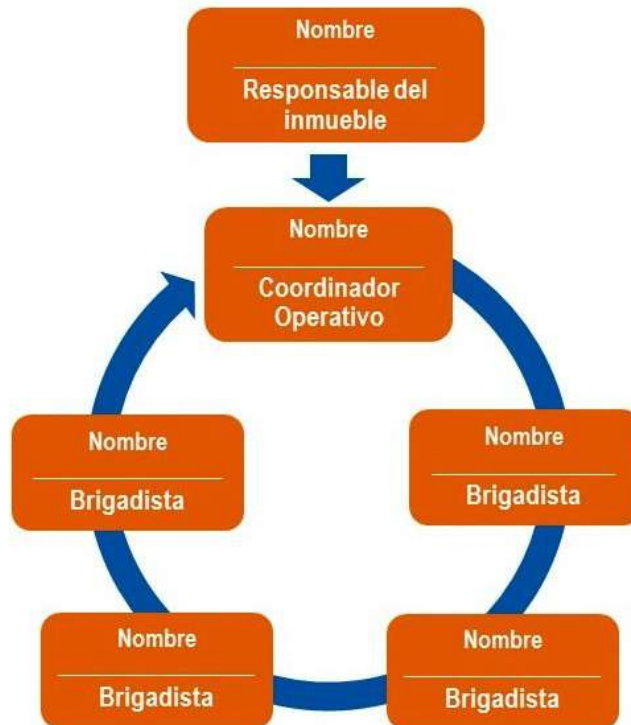 Nombre
Responsable del
inmueble
Nombre
Coordinador
Operativo
Nombre
Brigadista
Nombre
Brigadista
Nombre
Brigadista
Nombre
Brigadista